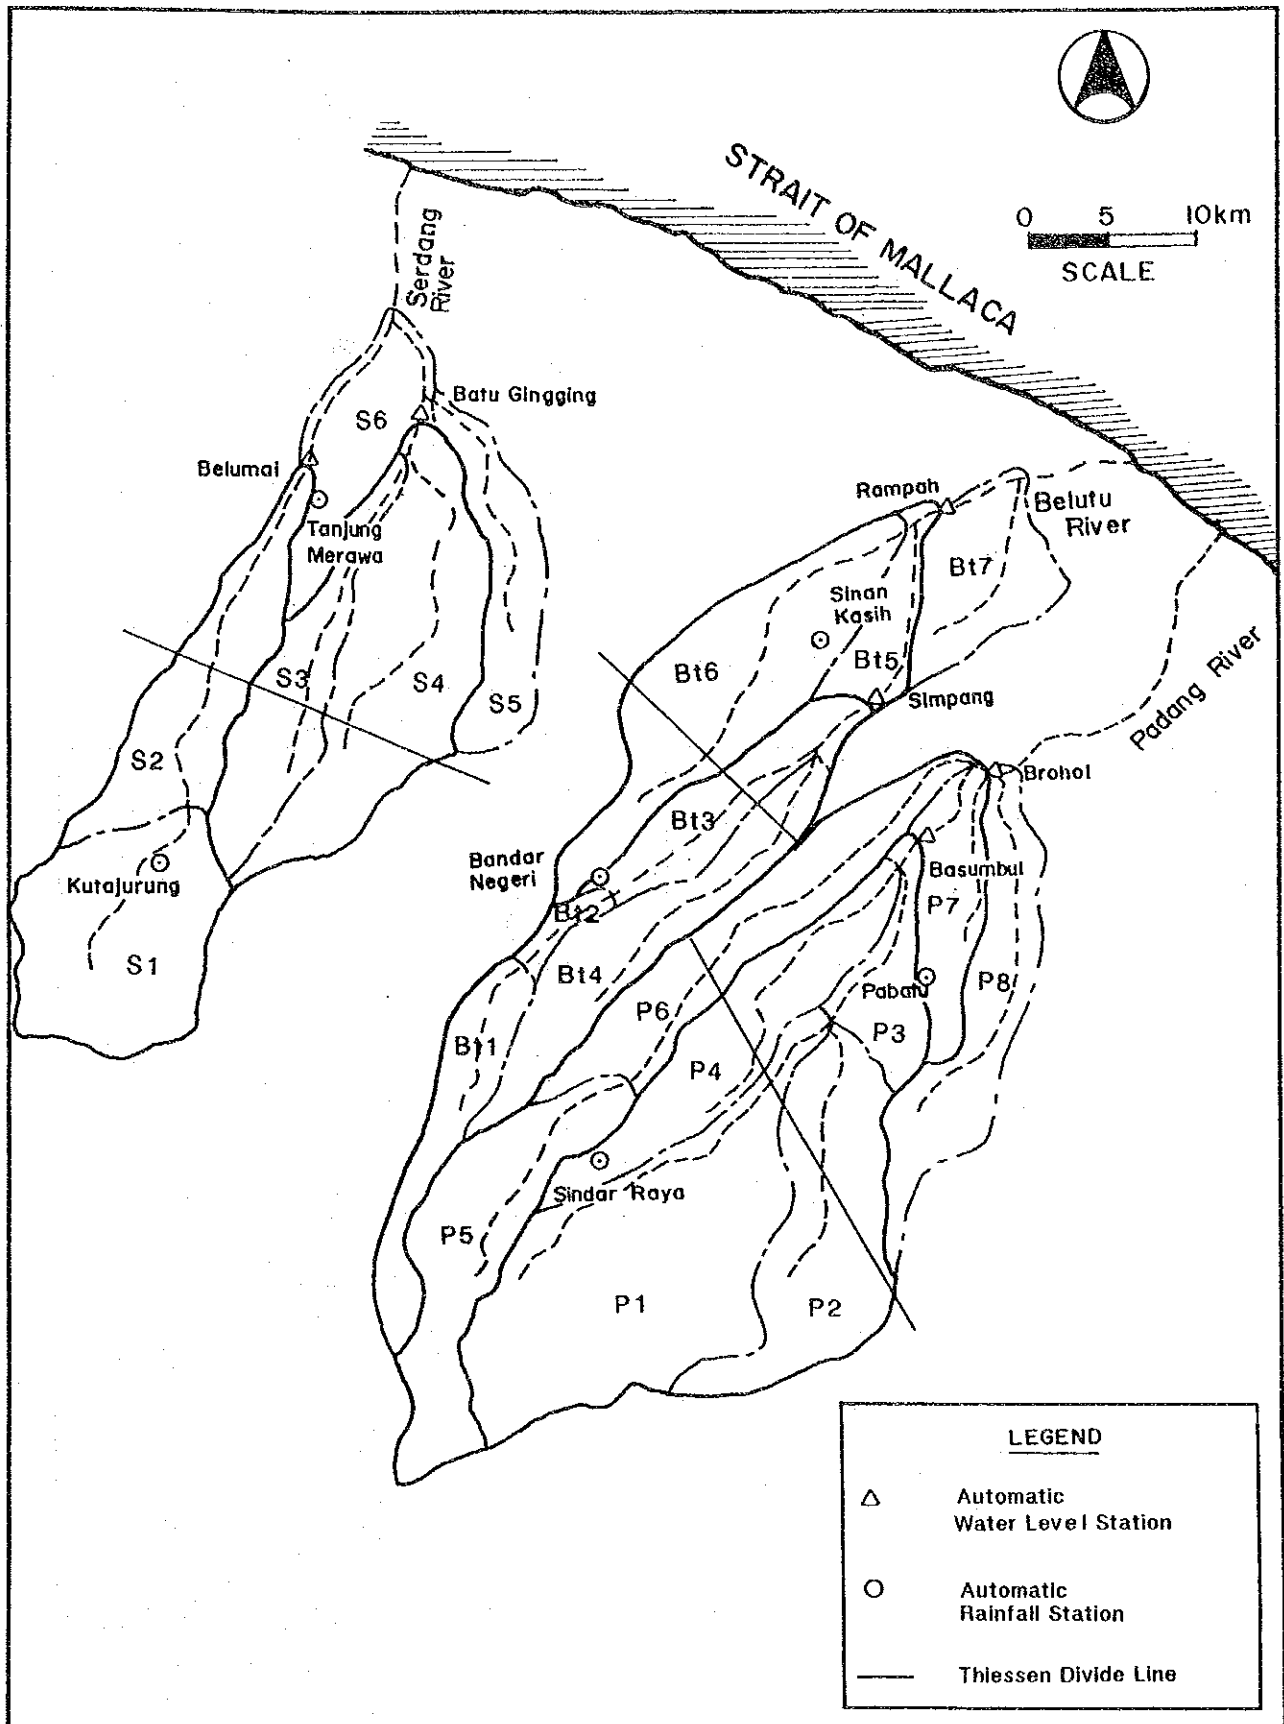 STRAIT OF MALLACA
0 5 10km
SCALE
Serdang
River
Batu Gingging
S6
Belumai
Tanjung
Merawa
Rampah
Belutu
River
Bt7
Sinan
Kasih
Bt6
Bt5
Simpang
Padang River
S3
S4
S5
S2
Brohol
Bt3
Bandar
Negeri
Basumbul
Kutajurung
Bt2
P7
S1
Bt4
Pabatu
P8
P6
P3
Bt1
P4
Sindar Raya
P5
P1
P2
LEGEND
Automatic
Water Level Station
Automatic
Rainfall Station
Thiessen Divide Line